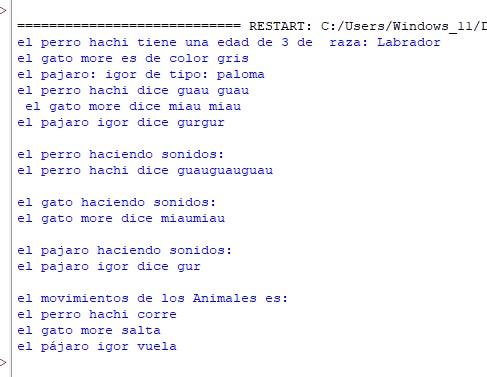 =========================== RESTART: C:/Users/Windows_11/D
el perro hachi tiene una edad de 3 de  raza: Labrador
el gato more es de color gris
el pajaro: igor de tipo: paloma
el perro hachi dice guau guau
 el gato more dice miau miau
el pajaro igor dice gurgur

el perro haciendo sonidos:
el perro hachi dice guauguauguau

el gato haciendo sonidos:
el gato more dice miaumiau

el pajaro haciendo sonidos:
el pajaro igor dice gur

el movimientos de los Animales es:
el perro hachi corre
el gato more salta
el pájaro igor vuela